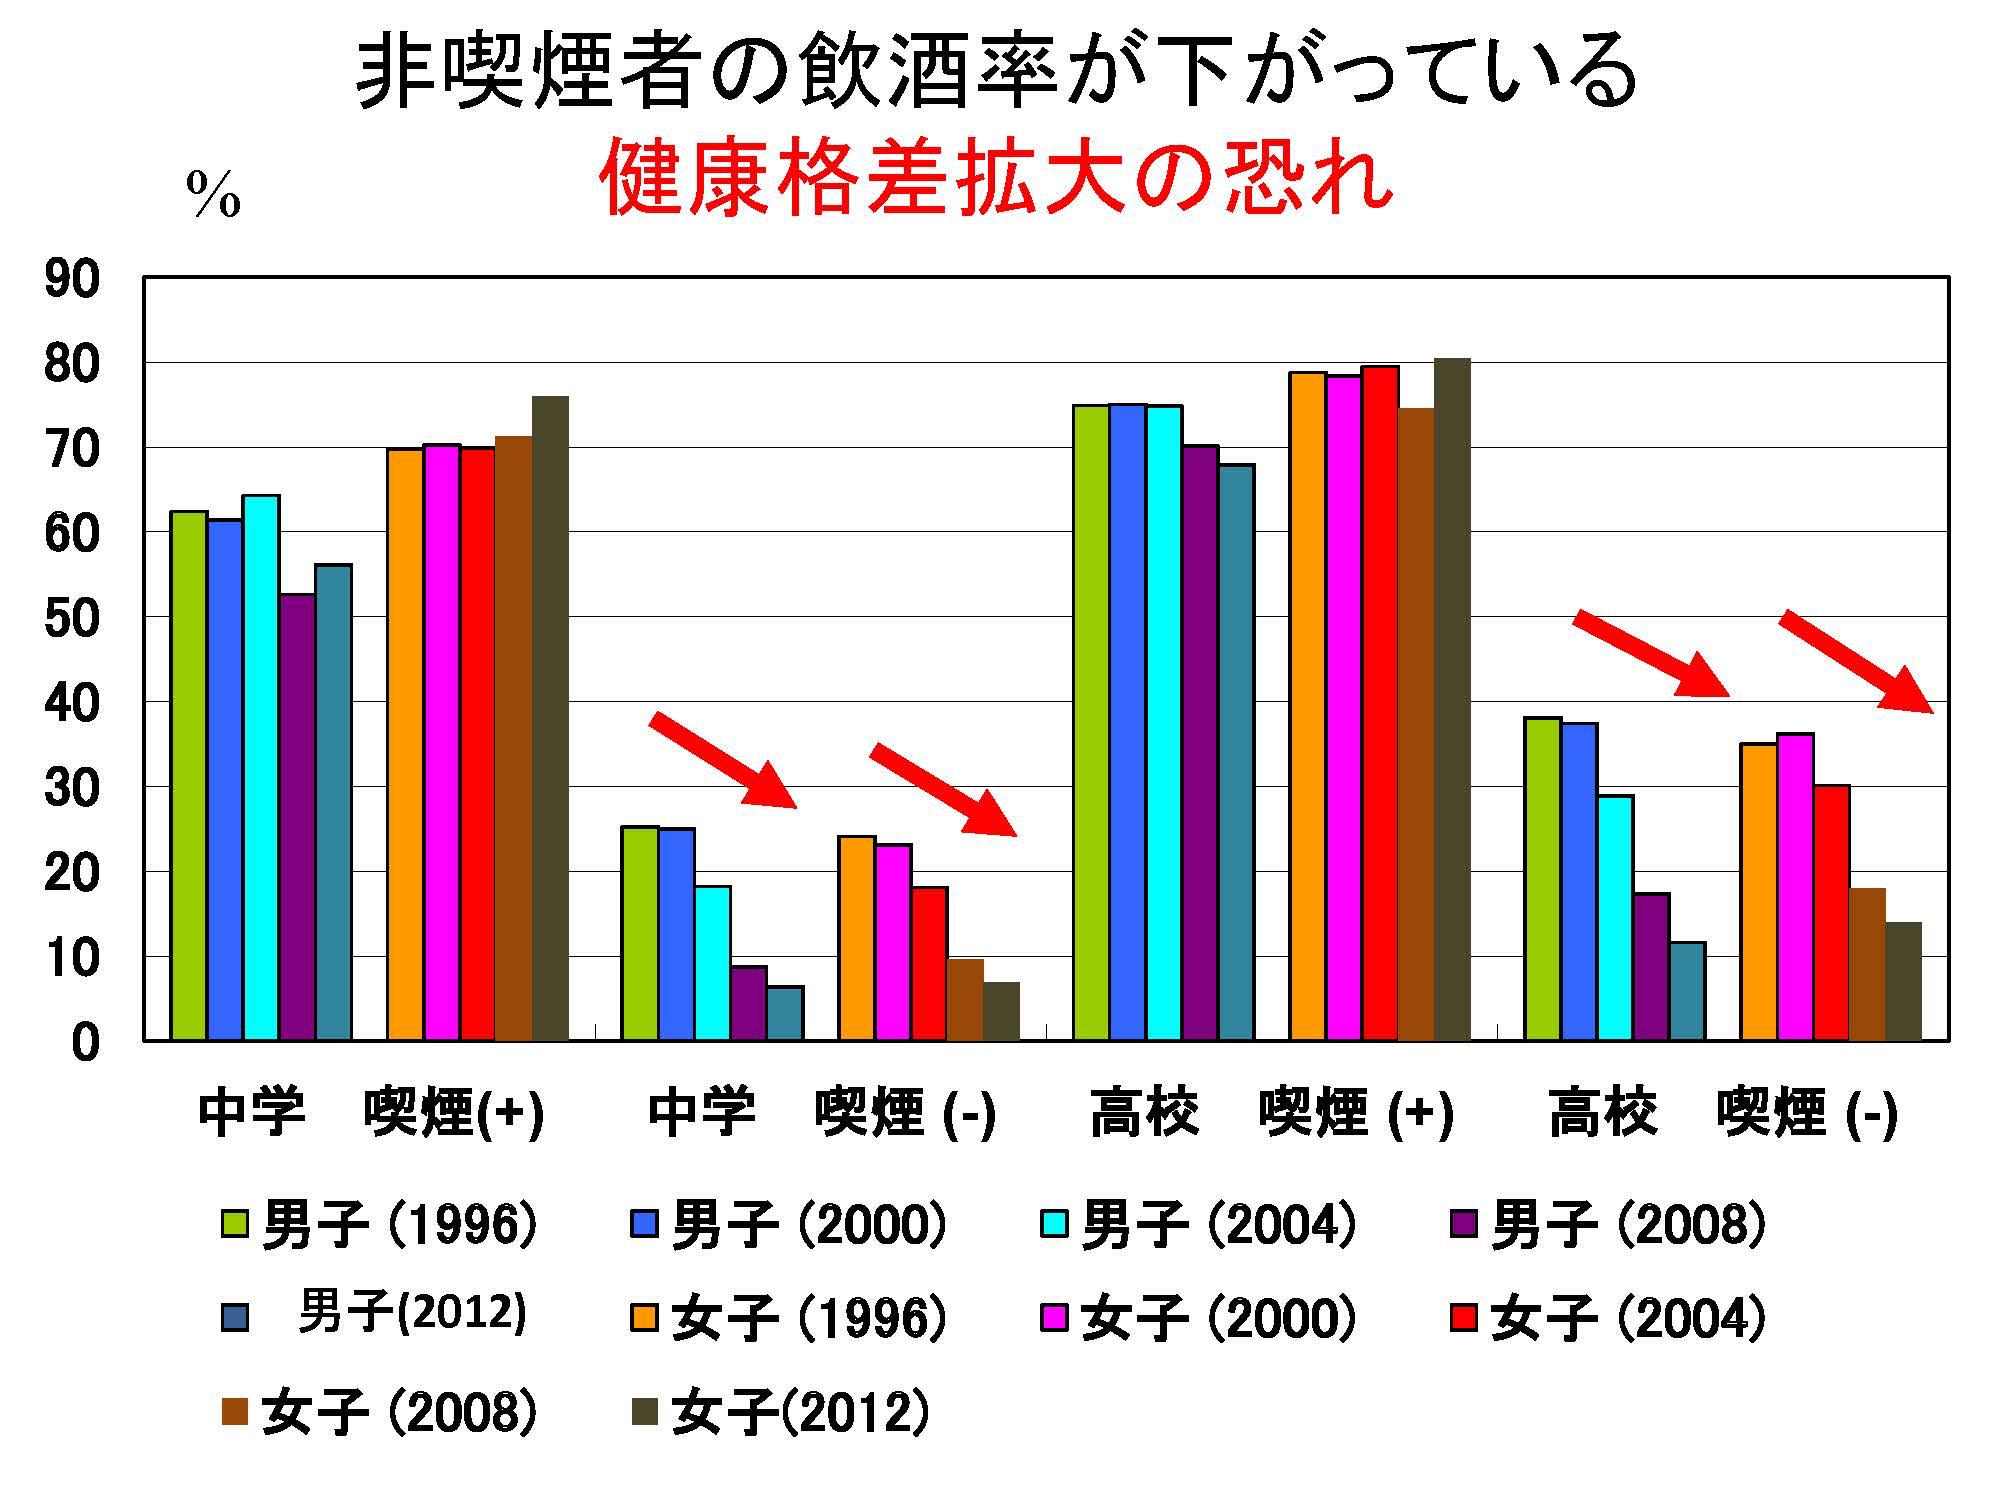 非喫煙者の飲酒率が下がっている
健康格差拡大の恐れ
%
90
80
70
60
50
40
30
20
10
0
中学 喫煙(+) 中学 喫煙 (-) 高校 喫煙 (+) 高校 喫煙 (-)
男子 (1996) 男子 (2000) 男子 (2004) 男子 (2008)
男子(2012) 女子 (1996) 女子 (2000) 女子 (2004)
女子 (2008) 女子(2012)